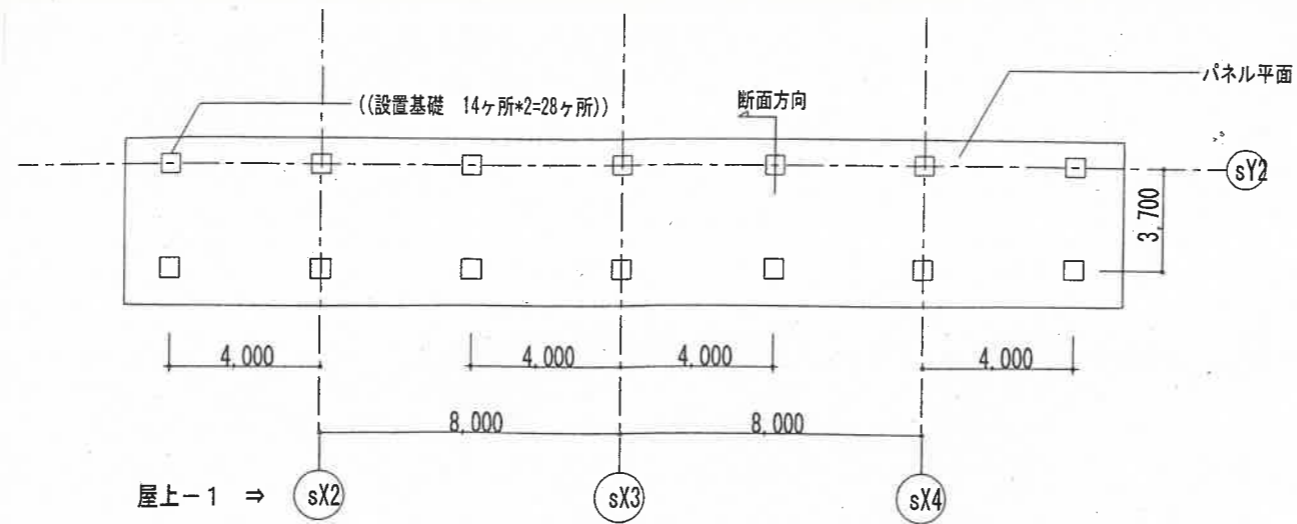 パネル平面
((設置基礎 14ヶ所*2=28ヶ所))
断面方向
sY2
3,700
4,000
4,000
4,000
4,000
8,000
8,000
屋上-1 ⇒
sX2
sX3
sX4